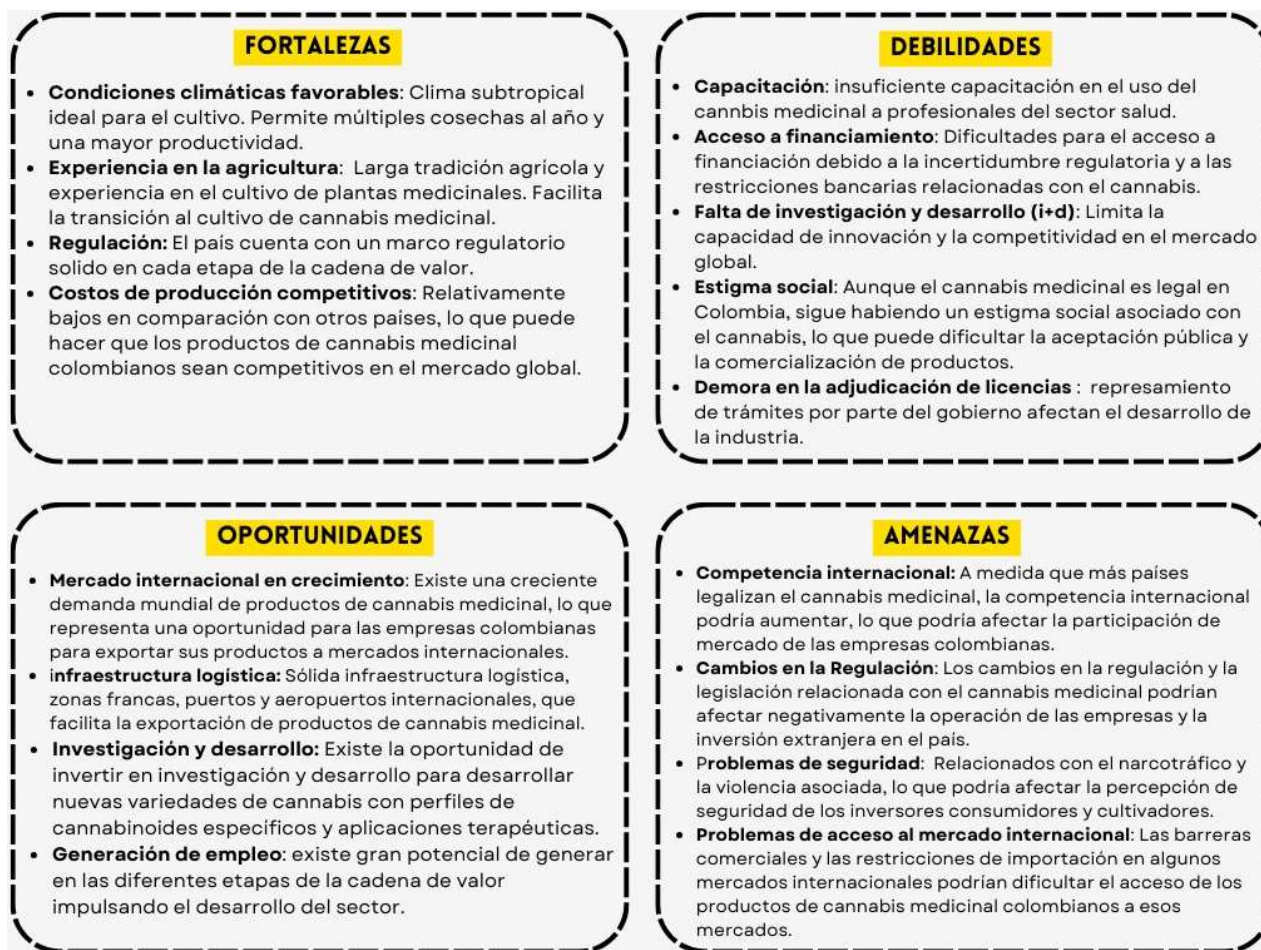 FORTALEZAS
• Condiciones climáticas favorables: Clima subtropical
ideal para el cultivo. Permite múltiples cosechas al año y
una mayor productividad.
• Experiencia en la agricultura: Larga tradición agrícola y
experiencia en el cultivo de plantas medicinales. Facilita
la transición al cultivo de cannabis medicinal.
• Regulación: El país cuenta con un marco regulatorio
solido en cada etapa de la cadena de valor.
• Costos de producción competitivos: Relativamente
bajos en comparación con otros países, lo que puede
hacer que los productos de cannabis medicinal
colombianos sean competitivos en el mercado global.
DEBILIDADES
• Capacitación: insuficiente capacitación en el uso del
cannbis medicinal a profesionales del sector salud.
• Acceso a financiamiento: Dificultades para el acceso a
financiación debido a la incertidumbre regulatoria y a las
restricciones bancarias relacionadas con el cannabis.
• Falta de investigación y desarrollo (i+d): Limita la
capacidad de innovación y la competitividad en el mercado
global.
• Estigma social: Aunque el cannabis medicinal es legal en
Colombia, sigue habiendo un estigma social asociado con
el cannabis, lo que puede dificultar la aceptación pública y
la comercialización de productos.
• Demora en la adjudicación de licencias : represamiento
de trámites por parte del gobierno afectan el desarrollo de
la industria.
OPORTUNIDADES
• Mercado internacional en crecimiento: Existe una creciente
demanda mundial de productos de cannabis medicinal, lo que
representa una oportunidad para las empresas colombianas
para exportar sus productos a mercados internacionales.
• infraestructura logística: Sólida infraestructura logística,
zonas francas, puertos y aeropuertos internacionales, que
facilita la exportación de productos de cannabis medicinal.
• Investigación y desarrollo: Existe la oportunidad de
invertir en investigación y desarrollo para desarrollar
nuevas variedades de cannabis con perfiles de
cannabinoides específicos y aplicaciones terapéuticas.
• Generación de empleo: existe gran potencial de generar
en las diferentes etapas de la cadena de valor
impulsando el desarrollo del sector.
AMENAZAS
• Competencia internacional: A medida que más países
legalizan el cannabis medicinal, la competencia internacional
podría aumentar, lo que podría afectar la participación de
mercado de las empresas colombianas.
• Cambios en la Regulación: Los cambios en la regulación y la
legislación relacionada con el cannabis medicinal podrían
afectar negativamente la operación de las empresas y la
inversión extranjera en el país.
• Problemas de seguridad: Relacionados con el narcotráfico y
la violencia asociada, lo que podría afectar la percepción de
seguridad de los inversores consumidores y cultivadores.
• Problemas de acceso al mercado internacional: Las barreras
comerciales y las restricciones de importación en algunos
mercados internacionales podrían dificultar el acceso de los
productos de cannabis medicinal colombianos a esos
mercados.